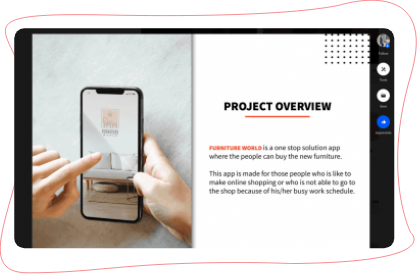 PROJECT OVERVIEW
FURNITURE WORLD is a one stop solution app
where the people can buy the new furniture.
This app is made for those people who is like to
make online shopping or who is not able to go to
the shop because of his/her busy work schedule.